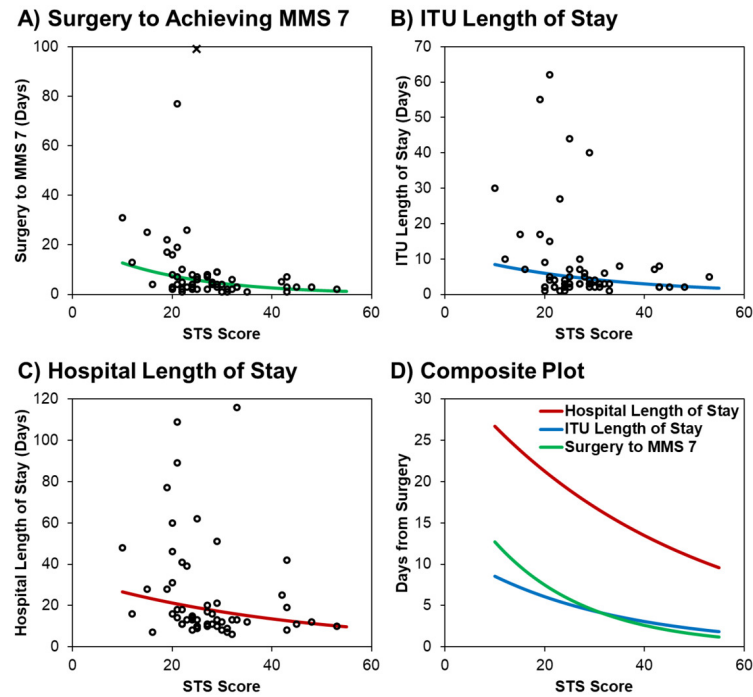 A) Surgery to Achieving MMS 7
Surgery to MMS 7 (Days)
100
80
60
40
20
0
0 20 40 60
STS Score
B) ITU Length of Stay
ITU Length of Stay (Days)
70
60
50
40
30
20
10
0
0 20 40 60
STS Score
C) Hospital Length of Stay
Hospital Length of Stay (Days)
120
100
80
60
40
20
0
0 20 40 60
STS Score
D) Composite Plot
Days from Surgery
30
25
20
15
10
5
0
Hospital Length of Stay
ITU Length of Stay
Surgery to MMS 7
0 20 40 60
STS Score